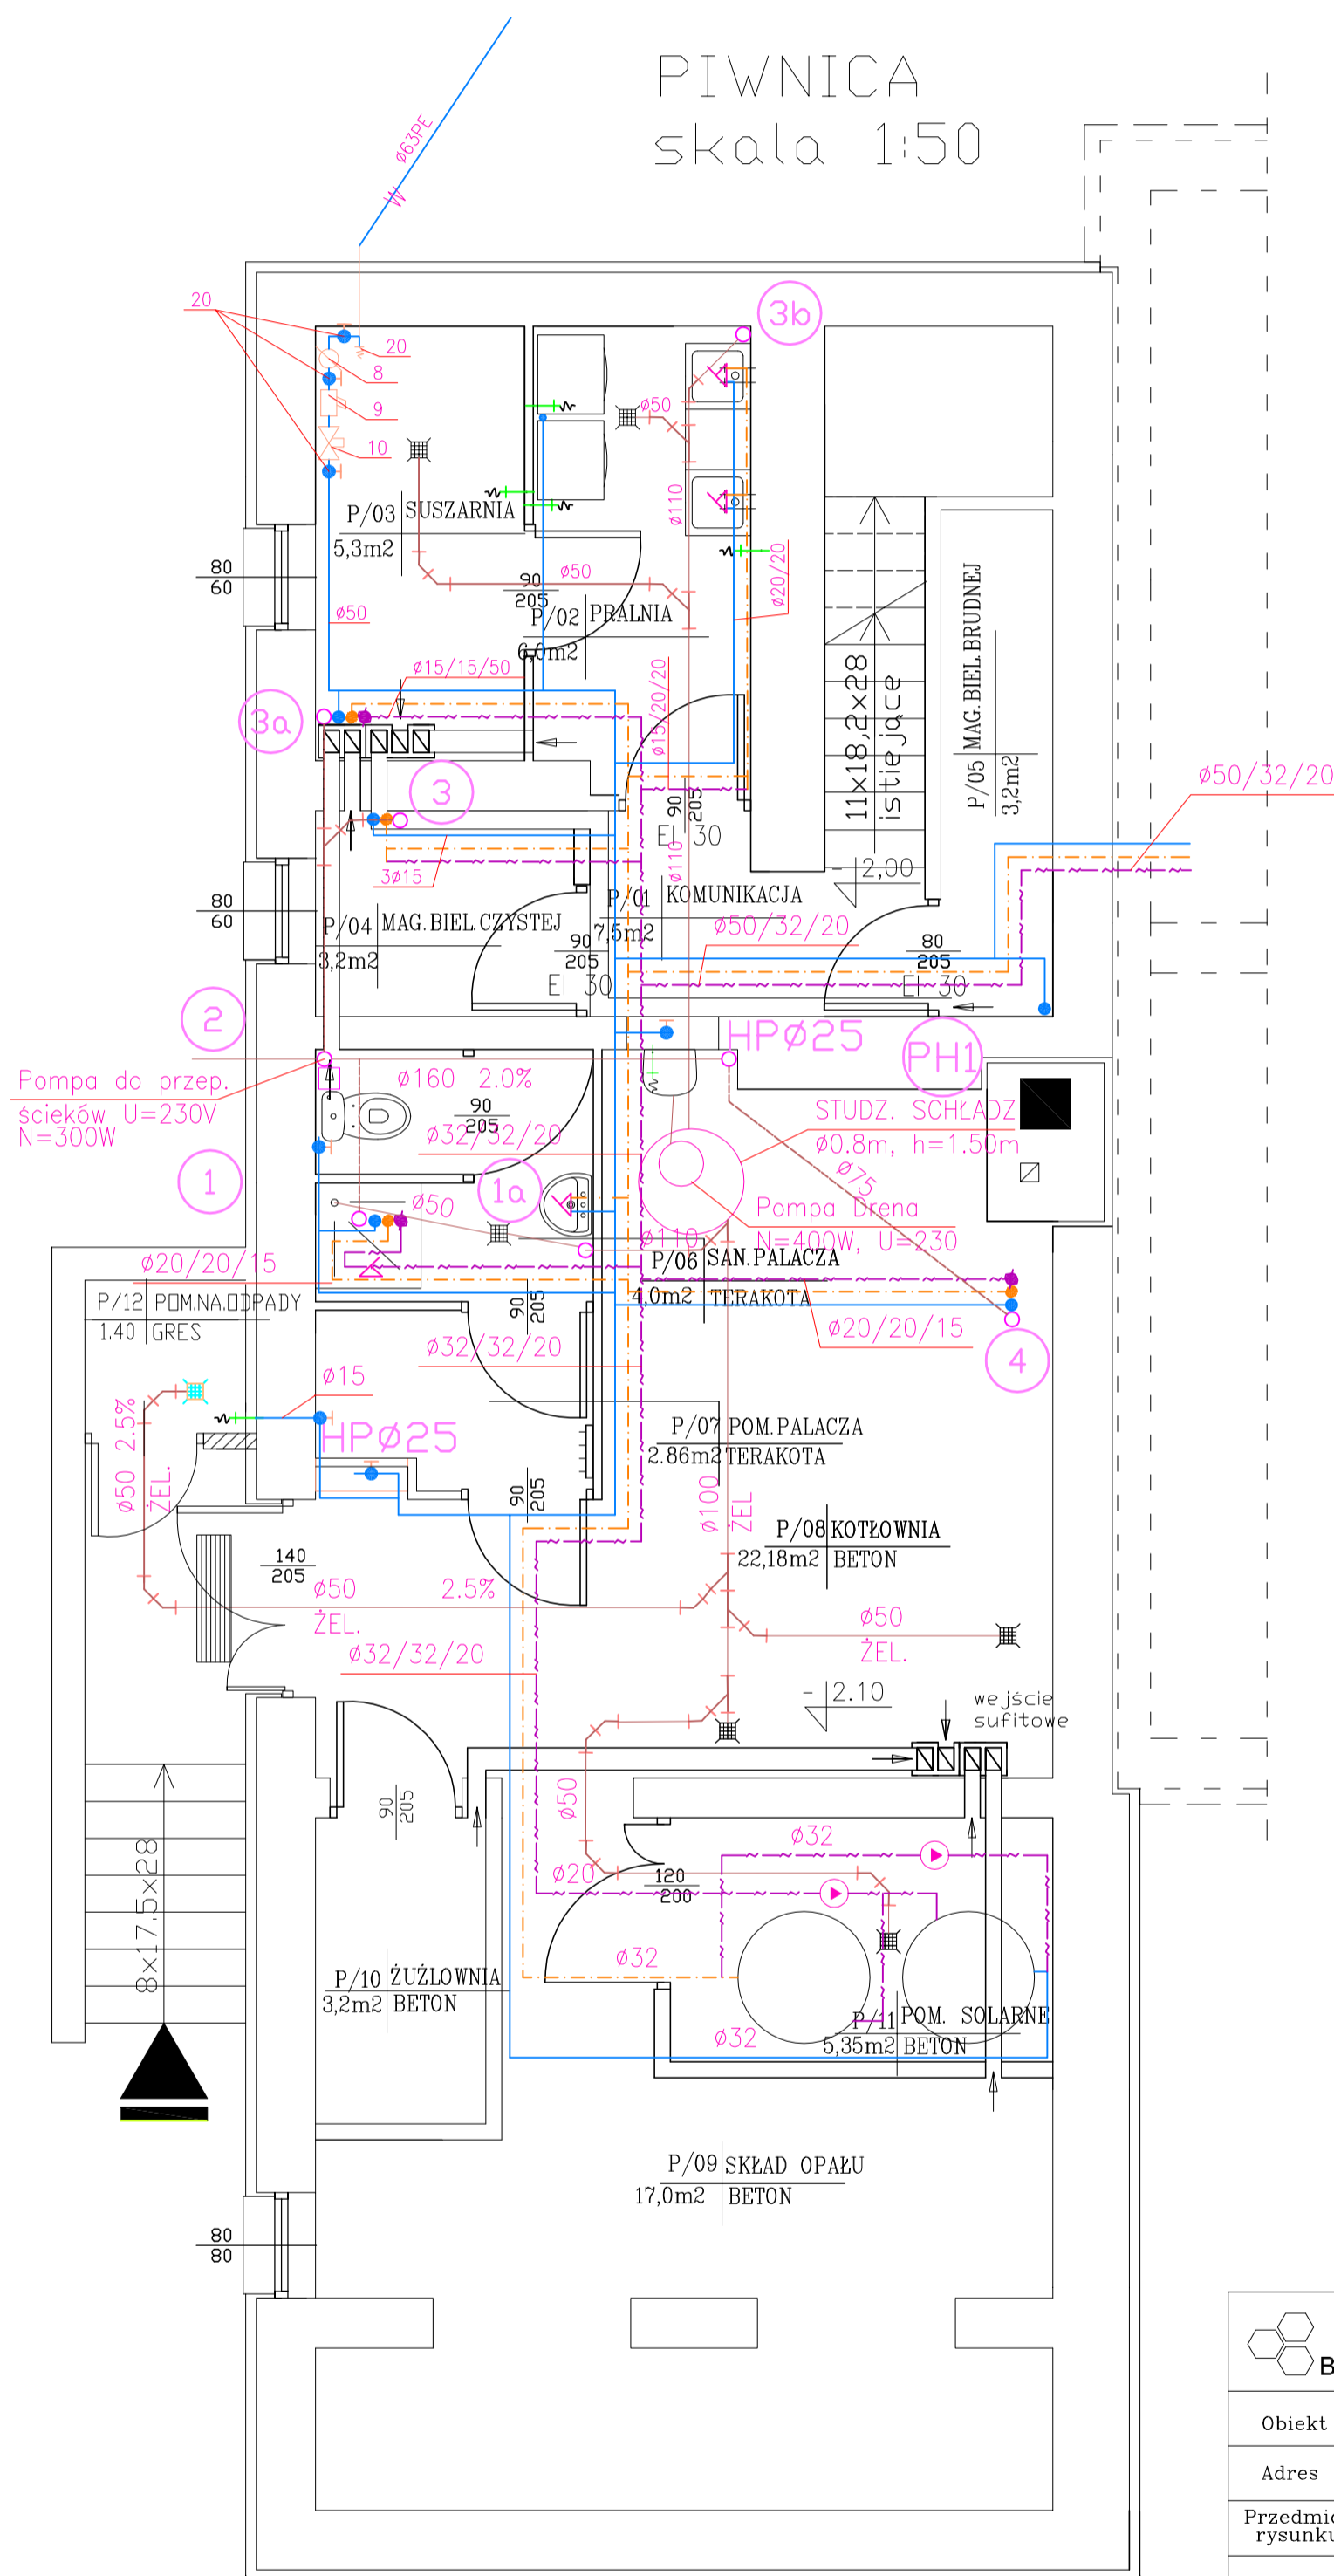 PIWNICA
skala 1:50
W ø63PE
20
20
8
9
10
3b
ø50
ø110
P/03 SUSZARNIA
5,3m2
80
60
90
205
ø50
ø50
P/02 PRALNIA
6,0m2
ø20/20
ø15/15/50
ø15/20/20
3a
3
11x18,2x28
istiejące
P/05 MAG.BIEL.BRUDNEJ
3,2m2
ø50/32/20
90
205
EI 30
ø110
3ø15
-2,00
80
60
P/04 MAG.BIEL.CZYSTEJ
3,2m2
P/01 KOMUNIKACJA
7,5m2
ø50/32/20
90
205
EI 30
80
205
EI 30
2
HPø25
PH1
Pompa do przep.
ścieków U=230V
N=300W
ø160 2.0%
90
205
STUDZ. SCHŁADZ
ø0.8m, h=1.50m
ø32/32/20
ø75
1
1a
ø50
Pompa Drena
N=400W, U=230
ø110
P/06 SAN.PALACZA
4,0m2 TERAKOTA
ø20/20/15
P/12 POM.NA.ODPADY
1.40 GRES
90
205
ø20/20/15
4
ø32/32/20
ø15
ø50 2.5%
ŻEL.
HPø25
P/07 POM.PALACZA
2.86m2 TERAKOTA
90
205
ø100
ŻEL
P/08 KOTŁOWNIA
22,18m2 BETON
140
205
ø50 2.5%
ŻEL.
ø50
ŻEL.
ø32/32/20
-2.10
wejście
sufitowe
90
205
ø50
8x17.5x28
ø32
ø20
120
200
ø32
P/10 ŻUŻLOWNIA
3,2m2 BETON
P/11 POM. SOLARNE
5,35m2 BETON
ø32
P/09 SKŁAD OPAŁU
17,0m2 BETON
80
80
B
Obiekt
Adres
Przedmio
rysunku